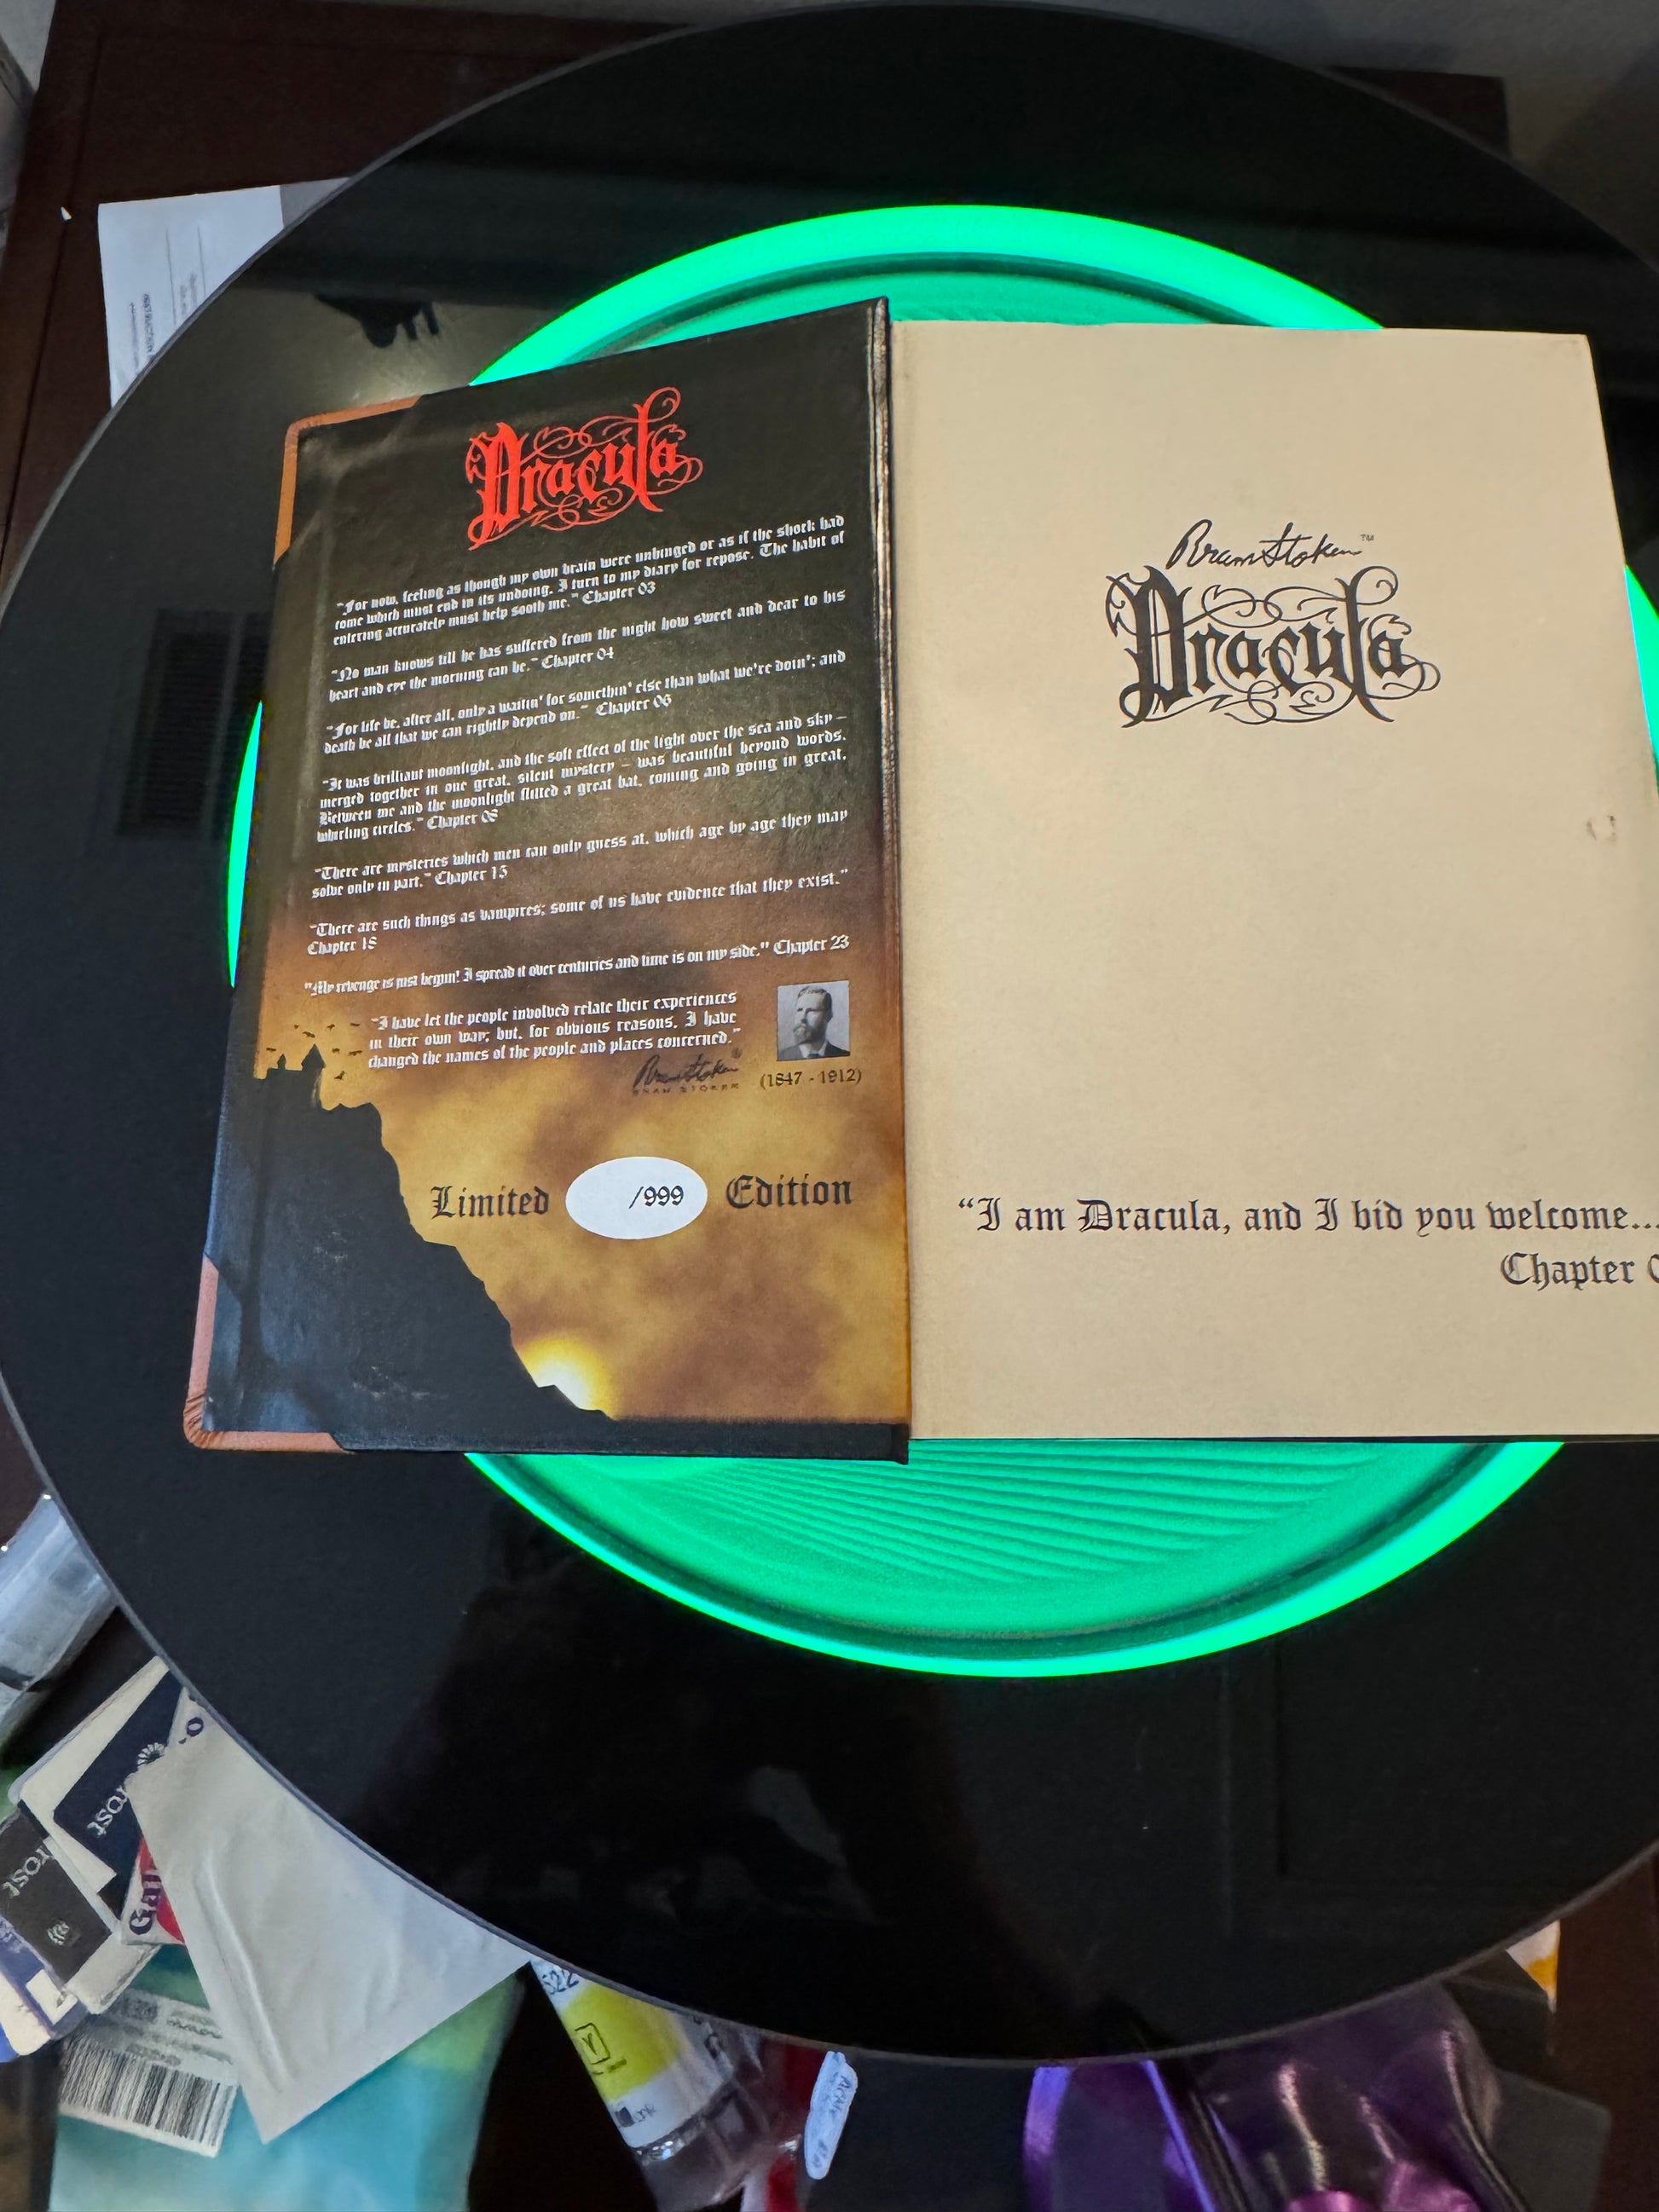 Dracula
"For now, feeling as though my own brain were unhinged or as if the shock had
come which must end in its undoing, I turn to my diary for repose. The habit of
entering accurately must help sooth me." Chapter 03
"No man knows till he has suffered from the night how sweet and dear to his
heart and eye the morning can be." Chapter 04
"For life be, after all, only a waitin' for somethin' else than what we're doin'; and
death be all that we can rightly depend on." Chapter 06
"It was brilliant moonlight, and the soft effect of the light over the sea and sky –
merged together in one great, silent mystery – was beautiful beyond words.
Between me and the moonlight flitted a great bat, coming and going in great,
whirling circles." Chapter 08
"There are mysteries which men can only guess at, which age by age they may
solve only in part." Chapter 15
"There are such things as vampires; some of us have evidence that they exist."
Chapter 18
"My revenge is just begun! I spread it over centuries and time is on my side." Chapter 23
"I have let the people involved relate their experiences
in their own way; but, for obvious reasons, I have
changed the names of the people and places concerned."
Bram Stoker®
BRAM STOKER
(1847 - 1912)
Limited /999 Edition
Bram Stoker™
Dracula
"I am Dracula, and I bid you welcome...
Chapter